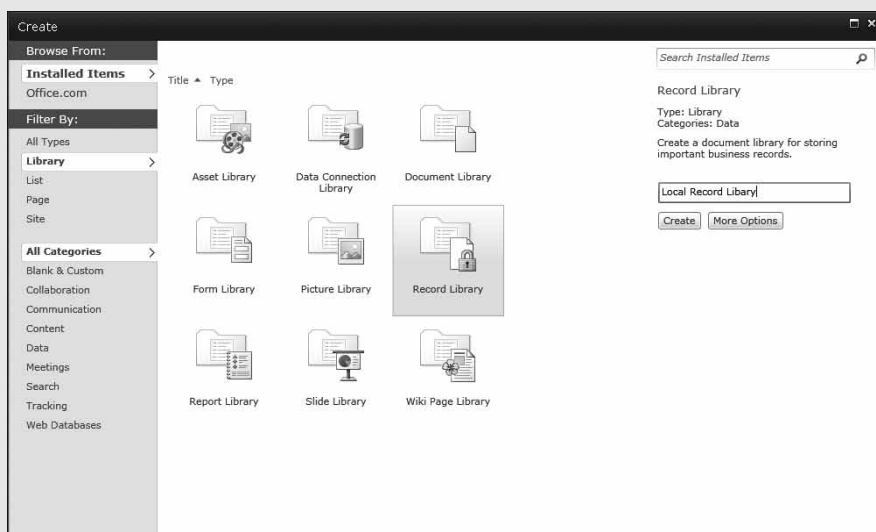 Create
Browse From:
Installed Items
Office.com
Filter By:
All Types
Library
List
Page
Site
All Categories
Blank & Custom
Collaboration
Communication
Content
Data
Meetings
Search
Tracking
Web Databases
Title Type
Asset Library
Data Connection
Library
Document Library
Form Library
Picture Library
Record Library
Report Library
Slide Library
Wiki Page Library
Search Installed Items
Record Library
Type: Library
Categories: Data
Create a document library for storing
important business records.
Local Record Libary
Create More Options